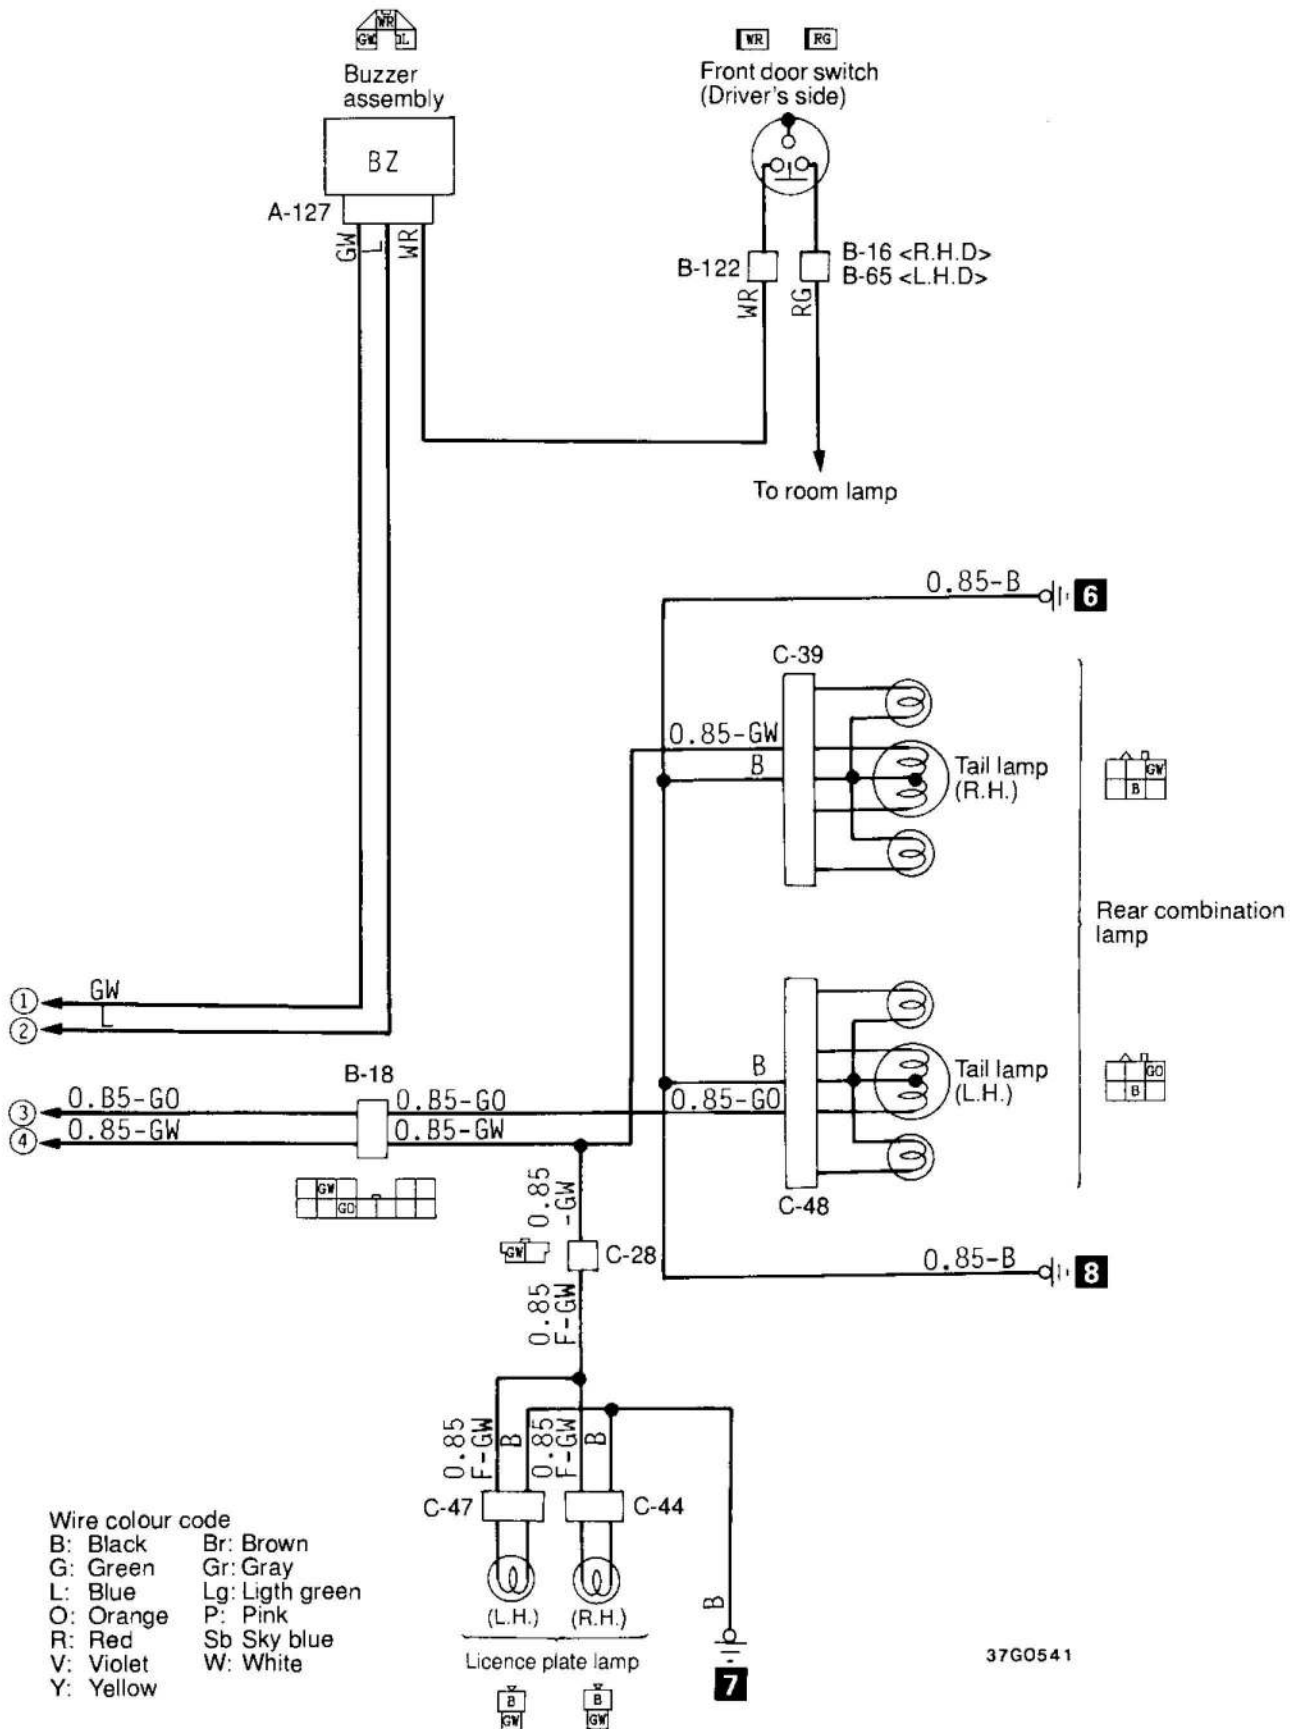 WR
GW
L
WR
RG
Buzzer
assembly
Front door switch
(Driver's side)
BZ
A-127
GW
L
WR
B-122
B-16 <R.H.D>
B-65 <L.H.D>
WR
RG
To room lamp
0.85-B
6
C-39
0.85-GW
B
Tail lamp
(R.H.)
GW
B
Rear combination
lamp
1
GW
2
L
B-18
B
Tail lamp
(L.H.)
GO
B
3
0.85-GO
0.85-GO
0.85-GO
4
0.85-GW
0.85-GW
C-48
GW
GO
0.85
-GW
GW
C-28
0.85-B
8
0.85
F-GW
0.85
F-GW
B
0.85
F-GW
B
C-47
C-44
Wire colour code
B: Black Br: Brown
G: Green Gr: Gray
L: Blue Lg: Ligth green
O: Orange P: Pink
R: Red Sb Sky blue
V: Violet W: White
Y: Yellow
(L.H.)
(R.H.)
B
Licence plate lamp
7
B
GW
B
GW
37G0541